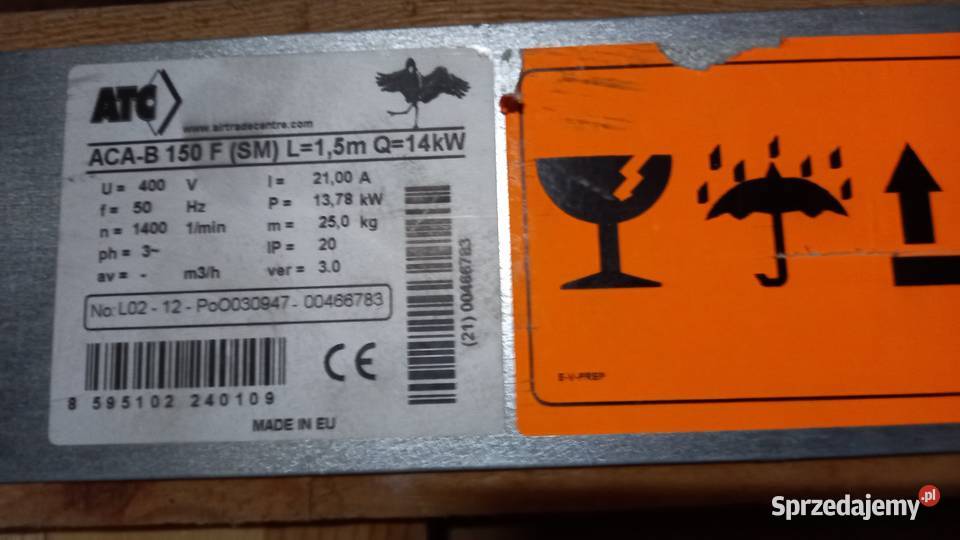 ATC
www.airtradecentre.com
ACA-B 150 F (SM) L=1,5m Q=14kW
U = 400 V I = 21,00 A
f = 50 Hz P = 13,78 kW
n = 1400 1/min m = 25,0 kg
ph = 3~ IP = 20
av = - m3/h ver = 3.0
No: L02 - 12 - PoO030947 - 00466783
(21) 00466783
8 595102 240109
CE
MADE IN EU
E-V-PREP
Sprzedajemy.pl